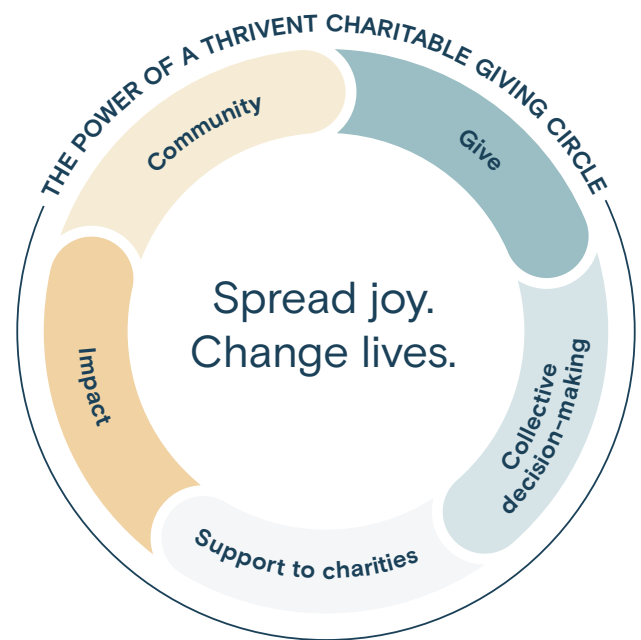 THE POWER OF A THRIVENT CHARITABLE GIVING CIRCLE
Community
Give
Spread joy.
Change lives.
Impact
Collective
decision-making
Support to charities